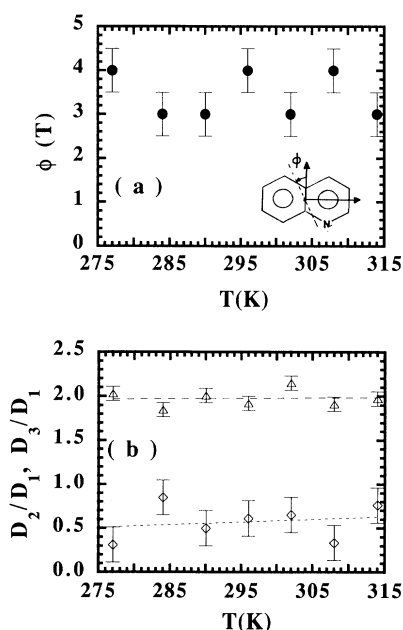 5
4
3
2
1
0
ϕ (T)
( a )
ϕ
N
275 285 295 305 315
T(K)
2.5
2.0
1.5
1.0
0.5
0.0
D₂/D₁, D₃/D₁
( b )
275 285 295 305 315
T(K)